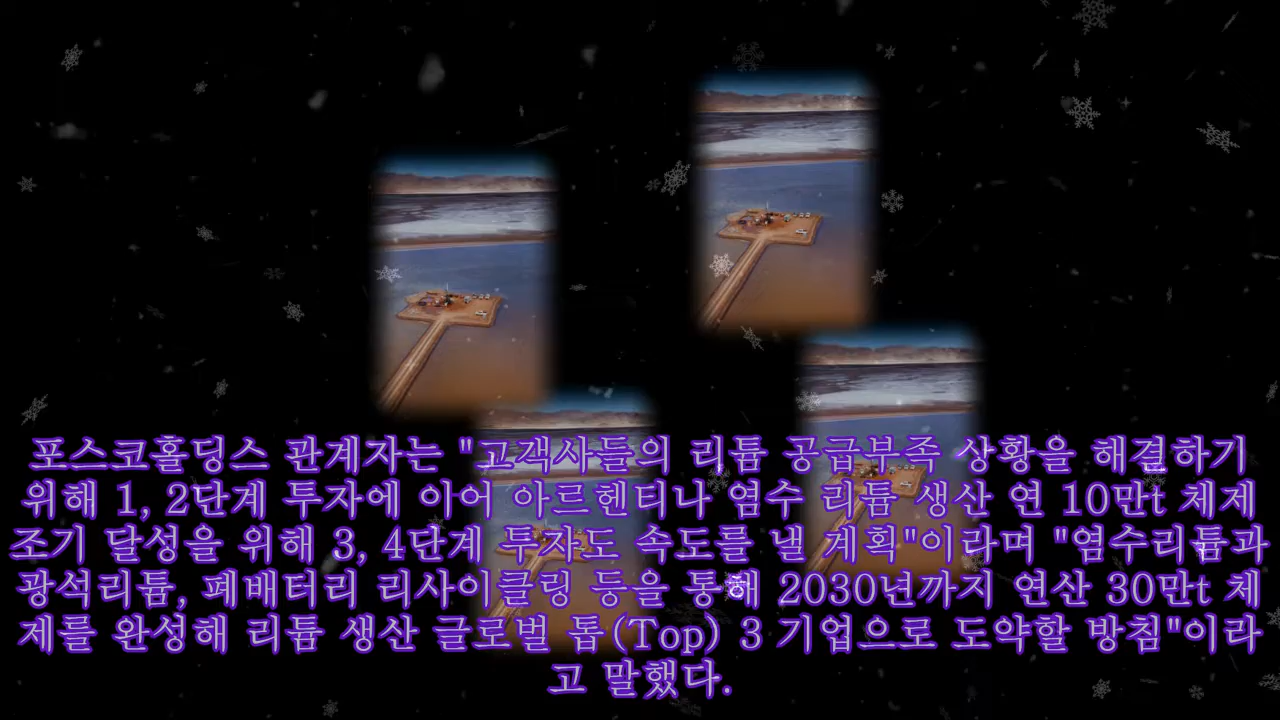 포스코홀딩스 관계자는 "고객사들의 리튬 공급부족 상황을 해결하기
위해 1, 2단계 투자에 이어 아르헨티나 염수 리튬 생산 연 10만t 체제
조기 달성을 위해 3, 4단계 투자도 속도를 낼 계획"이라며 "염수리튬과
광석리튬, 폐배터리 리사이클링 등을 통해 2030년까지 연산 30만t 체
제를 완성해 리튬 생산 글로벌 톱(Top) 3 기업으로 도약할 방침"이라
고 말했다.